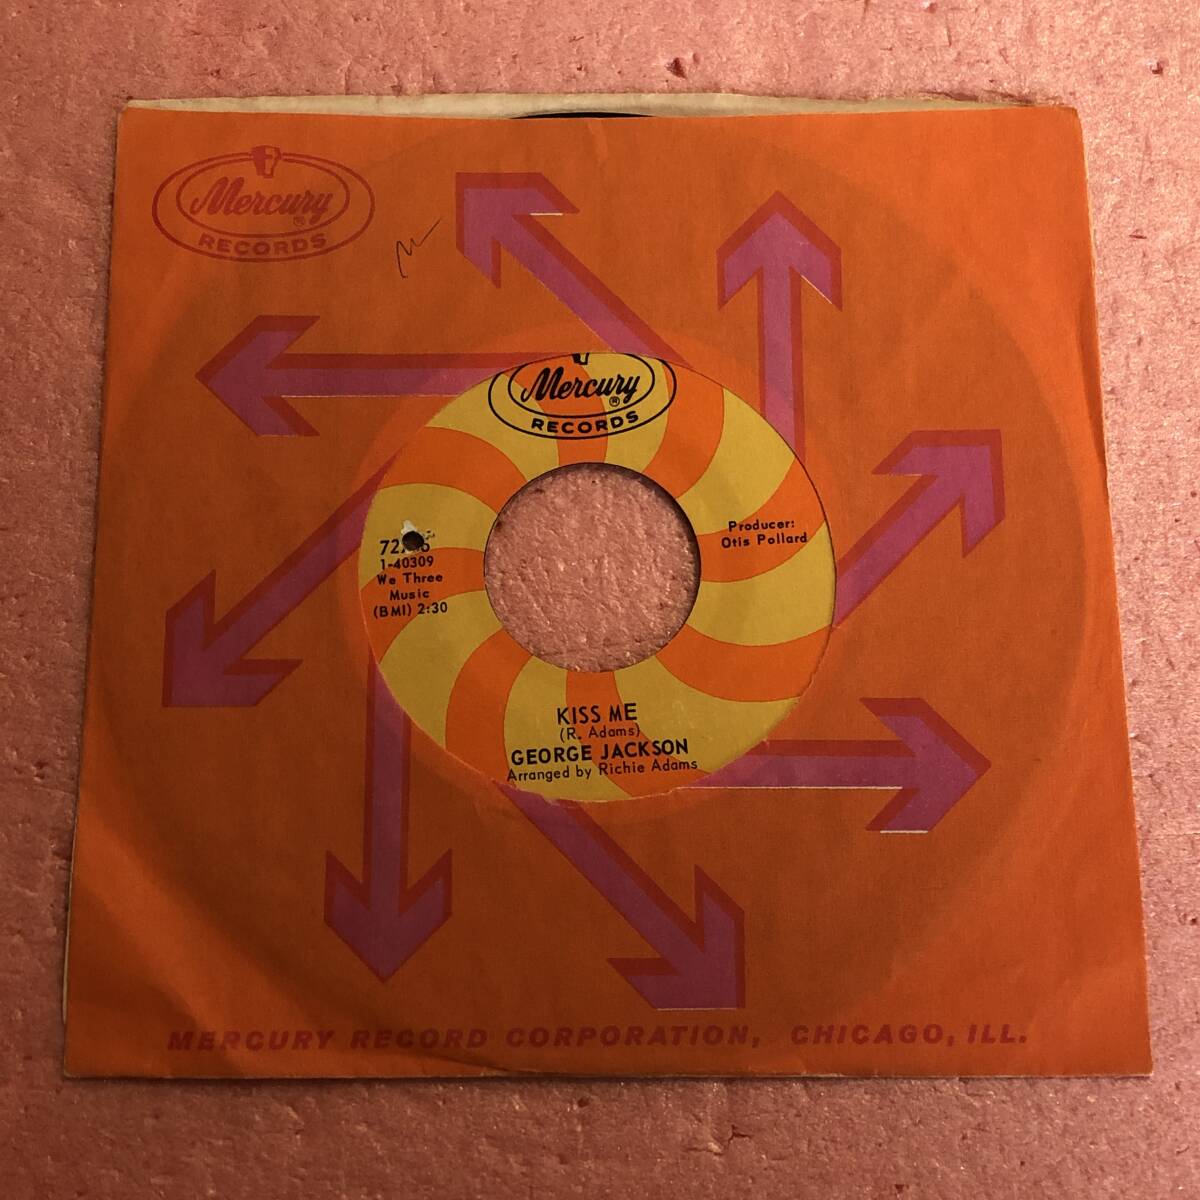 Mercury ®
RECORDS
Mercury ®
RECORDS
1-40309
We Three
Music
(BMI) 2:30
Producer:
Otis Pollard
KISS ME
(R. Adams)
GEORGE JACKSON
Arranged by Richie Adams
MERCURY RECORD CORPORATION, CHICAGO, ILL.